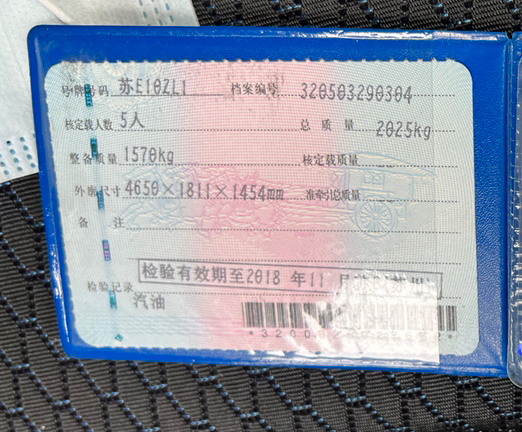 号牌号码 苏E10ZL1 档案编号 320503290304
核定载人数 5人 总质量 2025kg
整备质量 1570kg 核定载质量
外廓尺寸 4650×1811×1454mm 准牵引总质量
备注
检验记录 检验有效期至2018 年11 月
汽油
*3200